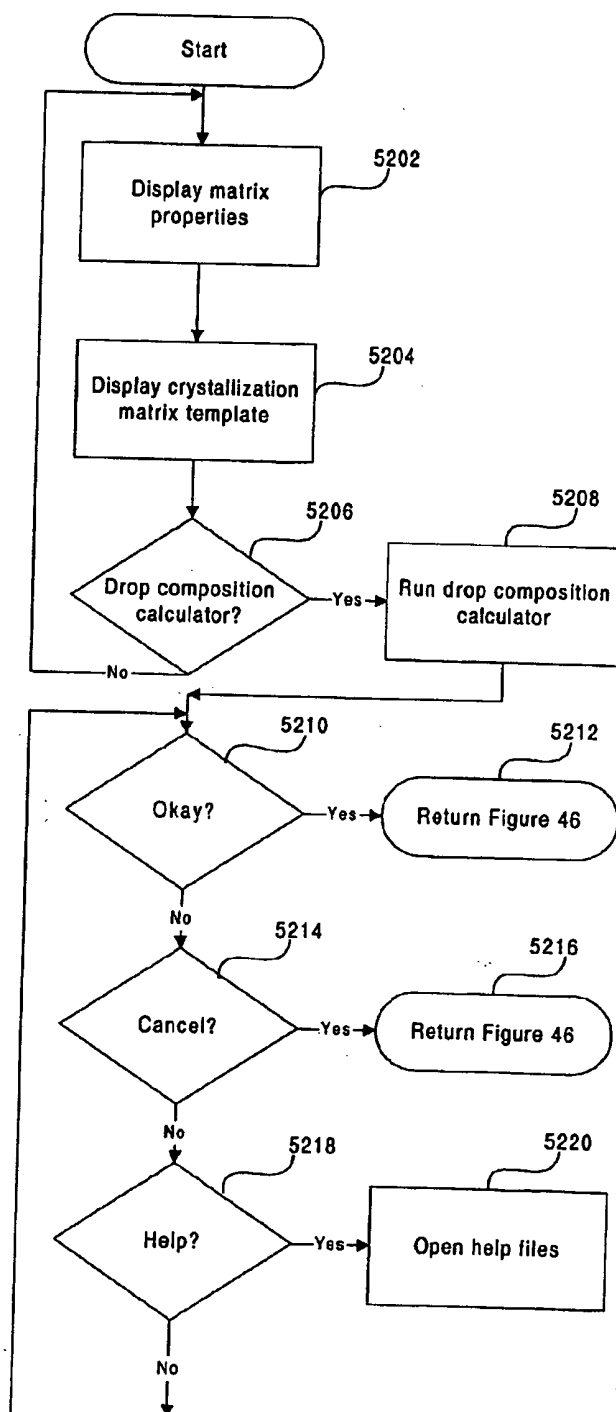 Start
5202
Display matrix
properties
5204
Display crystallization
matrix template
5206
Drop composition
calculator?
Yes
5208
Run drop composition
calculator
No
5210
Okay?
Yes
5212
Return Figure 46
No
5214
Cancel?
Yes
5216
Return Figure 46
No
5218
Help?
Yes
5220
Open help files
No